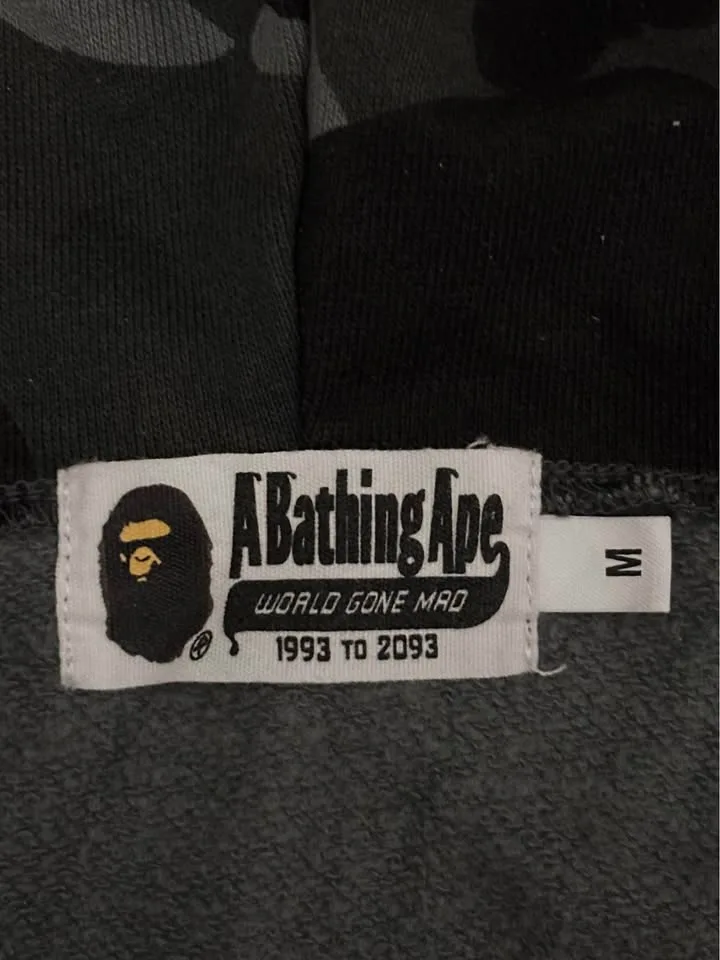 A Bathing Ape
WORLD GONE MAD
1993 TO 2093
®
M